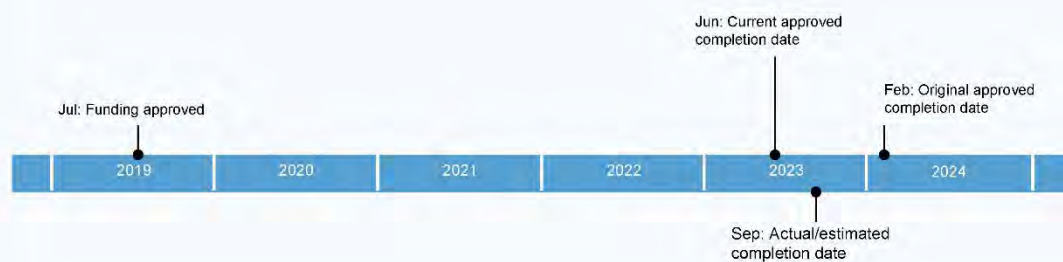 Jun: Current approved
completion date
Feb: Original approved
completion date
Jul: Funding approved
2019
2020
2021
2022
2023
2024
Sep: Actual/estimated
completion date